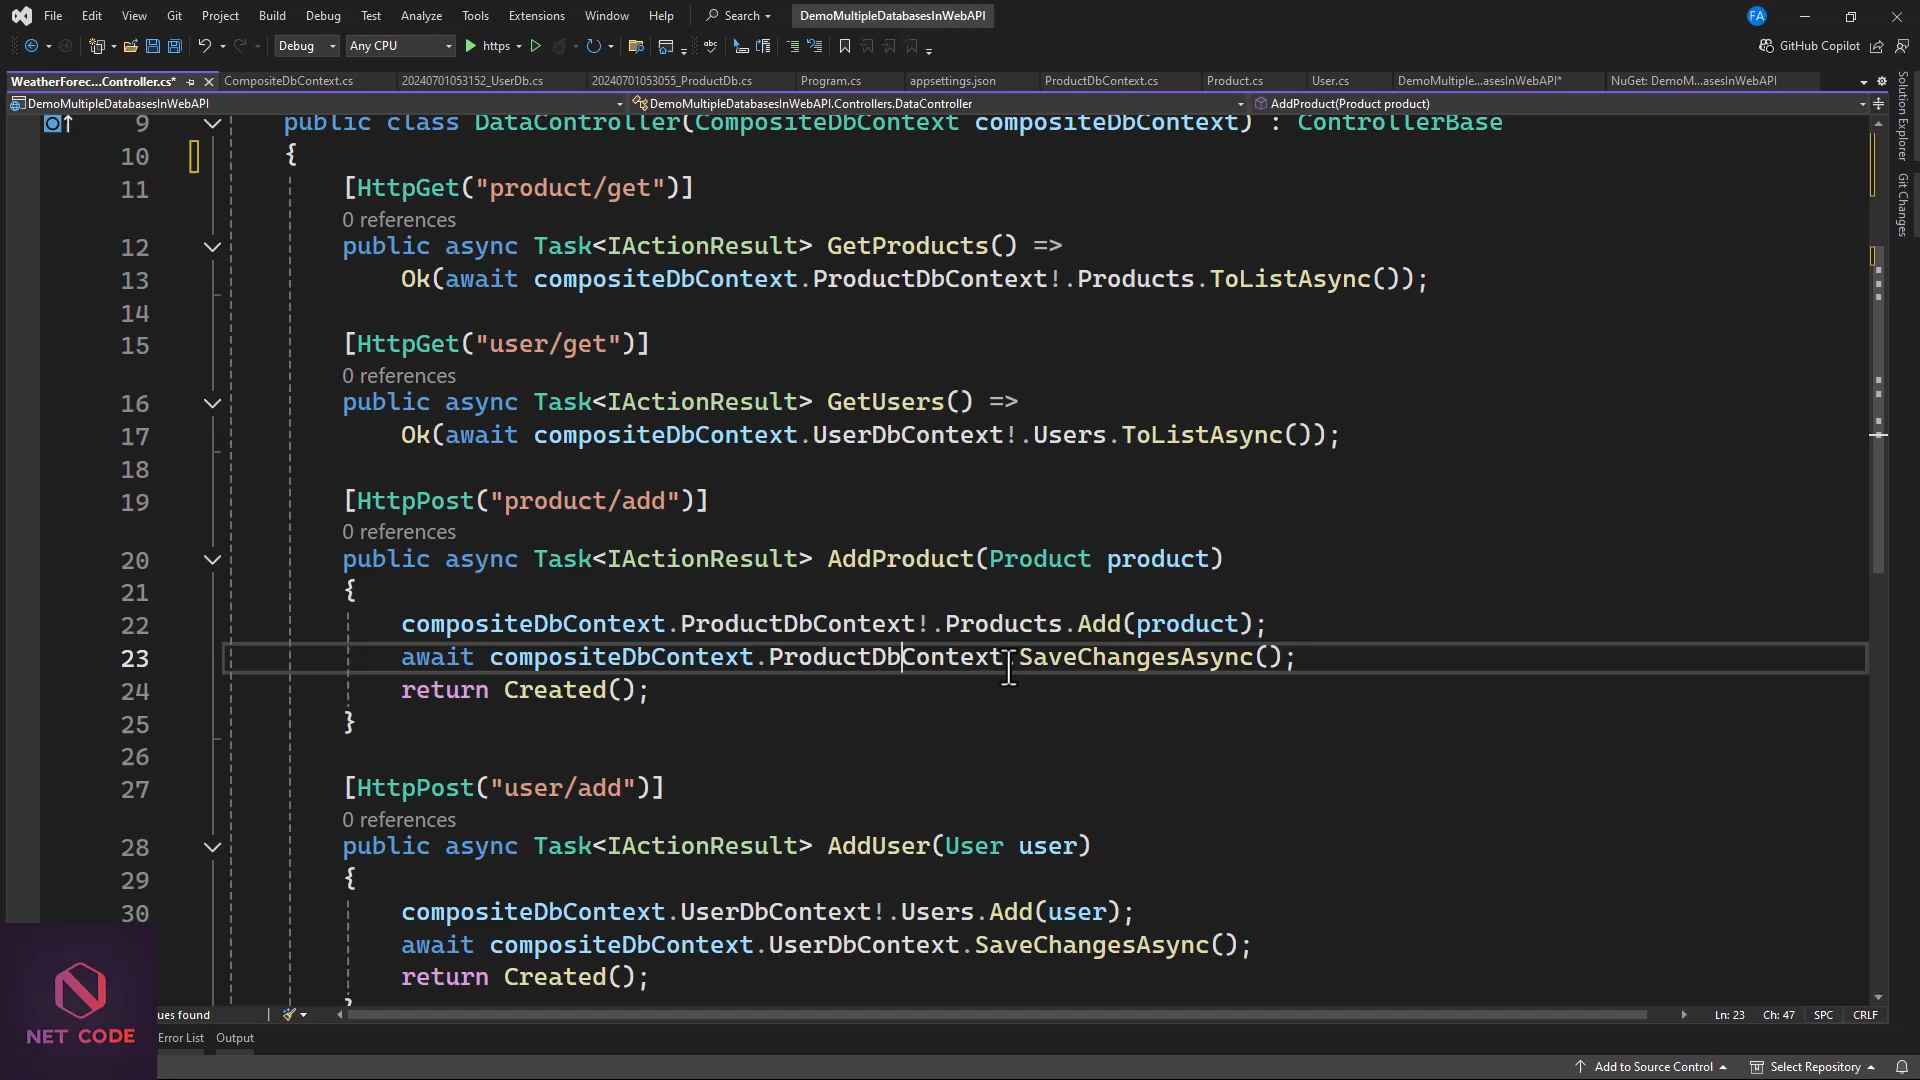 File Edit View Git Project Build Debug Test Analyze Tools Extensions Window Help Search DemoMultipleDatabasesInWebAPI FA
Debug Any CPU https GitHub Copilot
WeatherForec...Controller.cs* CompositeDbContext.cs 20240701053152_UserDb.cs 20240701053055_ProductDb.cs Program.cs appsettings.json ProductDbContext.cs Product.cs User.cs DemoMultiple...asesInWebAPI* NuGet: DemoM...asesInWebAPI
DemoMultipleDatabasesInWebAPI DemoMultipleDatabasesInWebAPI.Controllers.DataController AddProduct(Product product)
Solution Explorer
Git Changes
9 public class DataController(CompositeDbContext compositeDbContext) : ControllerBase
10 {
11 [HttpGet("product/get")]
0 references
12 public async Task<IActionResult> GetProducts() =>
13 Ok(await compositeDbContext.ProductDbContext!.Products.ToListAsync());
14
15 [HttpGet("user/get")]
0 references
16 public async Task<IActionResult> GetUsers() =>
17 Ok(await compositeDbContext.UserDbContext!.Users.ToListAsync());
18
19 [HttpPost("product/add")]
0 references
20 public async Task<IActionResult> AddProduct(Product product)
21 {
22 compositeDbContext.ProductDbContext!.Products.Add(product);
23 await compositeDbContext.ProductDbContext.SaveChangesAsync();
24 return Created();
25 }
26
27 [HttpPost("user/add")]
0 references
28 public async Task<IActionResult> AddUser(User user)
29 {
30 compositeDbContext.UserDbContext!.Users.Add(user);
await compositeDbContext.UserDbContext.SaveChangesAsync();
return Created();
}
ues found Ln: 23 Ch: 47 SPC CRLF
NET CODE
Error List Output
Add to Source Control Select Repository